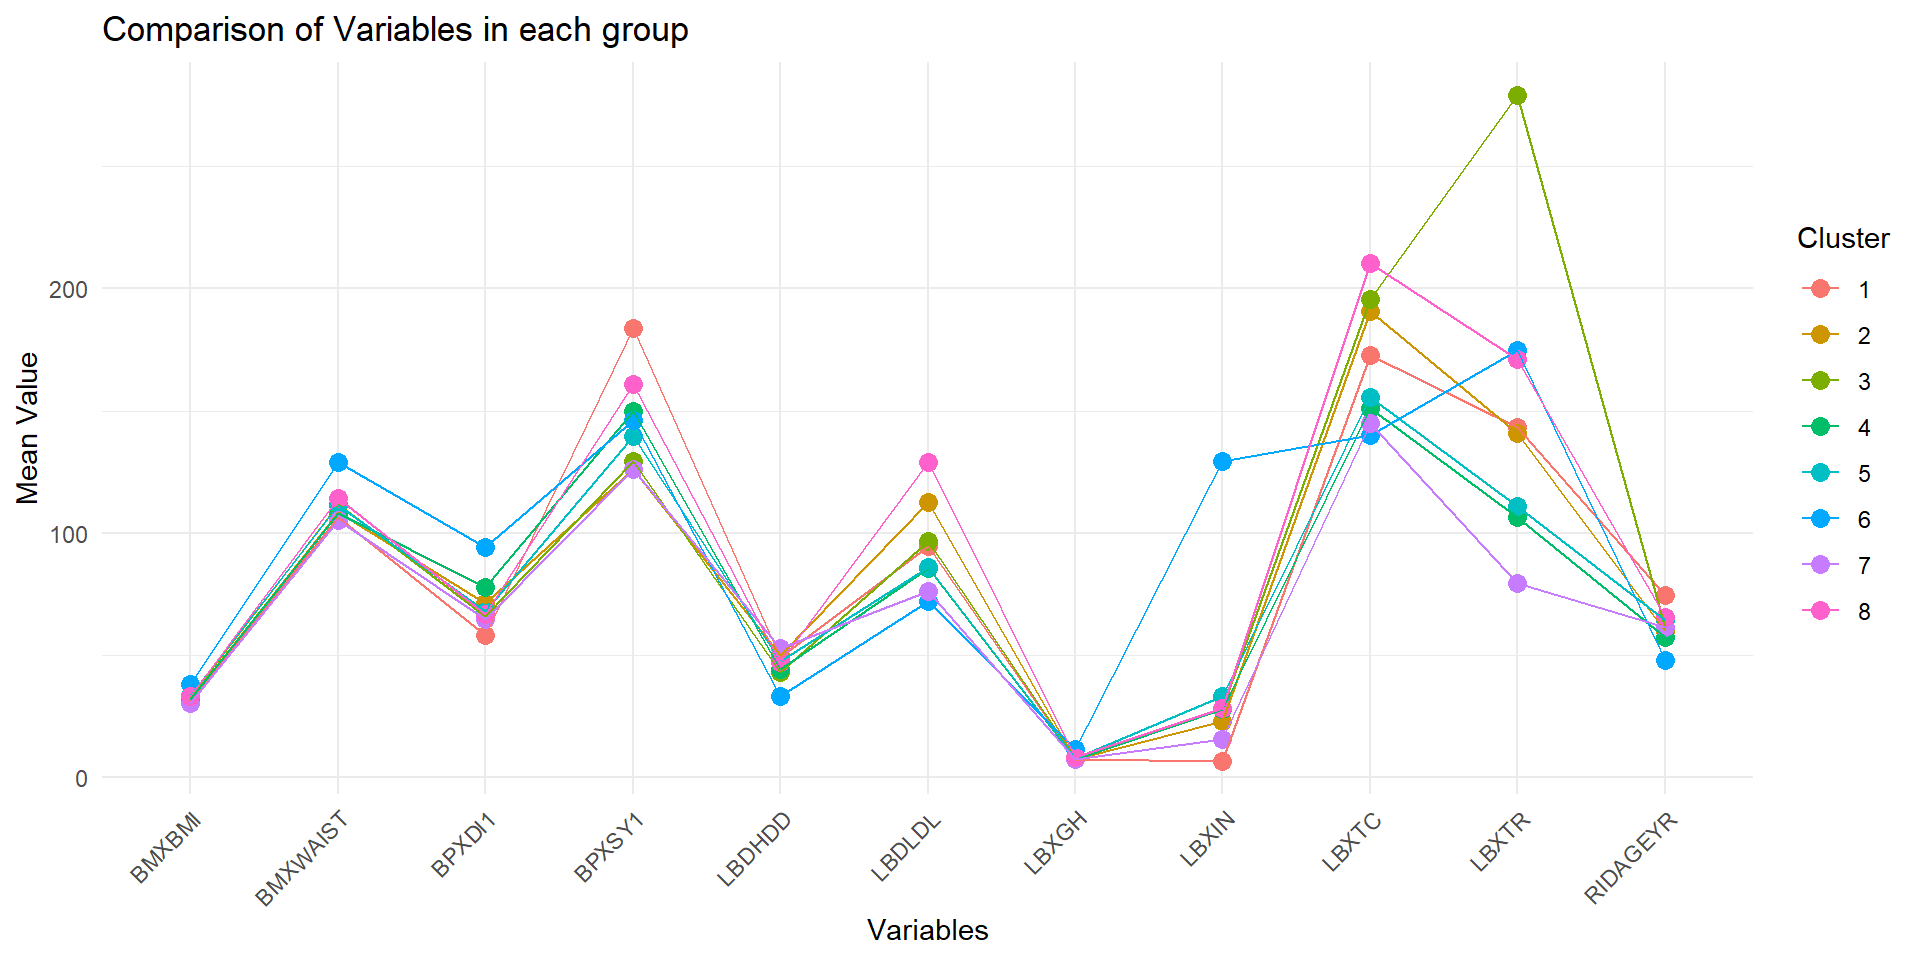 Comparison of Variables in each group
Mean Value
200
100
0
BMXBMI
BMXWAIST
BPXDI1
BPXSY1
LBDHDD
LBDLDL
LBXGH
LBXIN
LBXTC
LBXTR
RIDAGEYR
Variables
Cluster
1
2
3
4
5
6
7
8